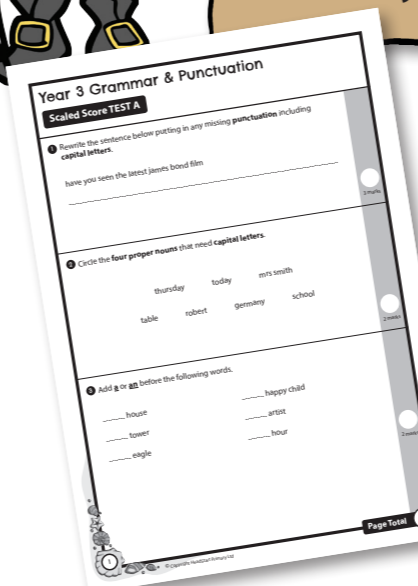 Year 3 Grammar & Punctuation
Scaled Score TEST A
1 Rewrite the sentence below putting in any missing punctuation including
capital letters.
have you seen the latest james bond film
3 marks
2 Circle the four proper nouns that need capital letters.
thursday today mrs smith
table robert germany school
2 marks
3 Add a or an before the following words.
_____ house _____ happy child
_____ tower _____ artist
_____ eagle _____ hour
2 marks
Page Total
1